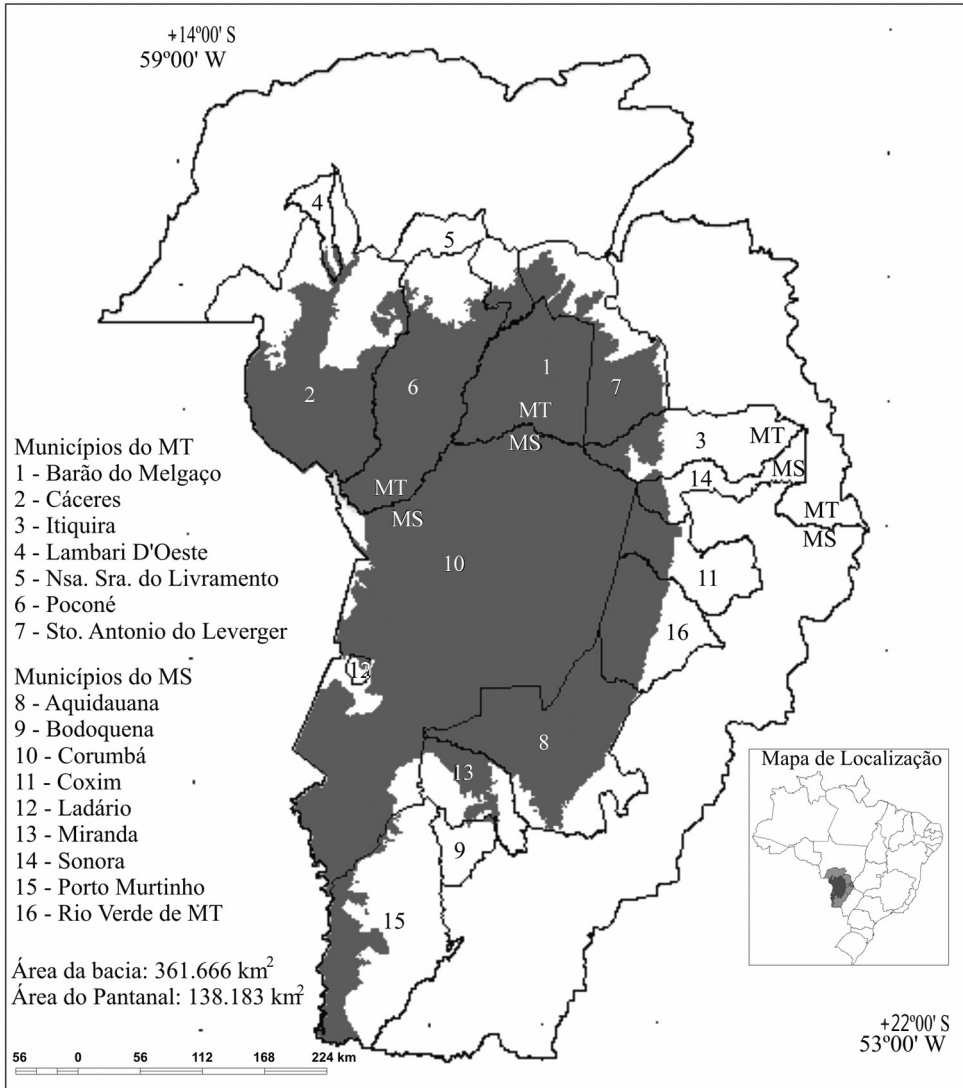 +14º00' S
59º00' W
4
5
1
2
6
7
MT
MS
3
MT
14
MS
MT
MS
MT
MS
10
11
16
12
8
13
9
15
Municípios do MT
1 - Barão do Melgaço
2 - Cáceres
3 - Itiquira
4 - Lambari D'Oeste
5 - Nsa. Sra. do Livramento
6 - Poconé
7 - Sto. Antonio do Leverger
Municípios do MS
8 - Aquidauana
9 - Bodoquena
10 - Corumbá
11 - Coxim
12 - Ladário
13 - Miranda
14 - Sonora
15 - Porto Murtinho
16 - Rio Verde de MT
Área da bacia: 361.666 km²
Área do Pantanal: 138.183 km²
Mapa de Localização
+22º00' S
53º00' W
56 0 56 112 168 224 km